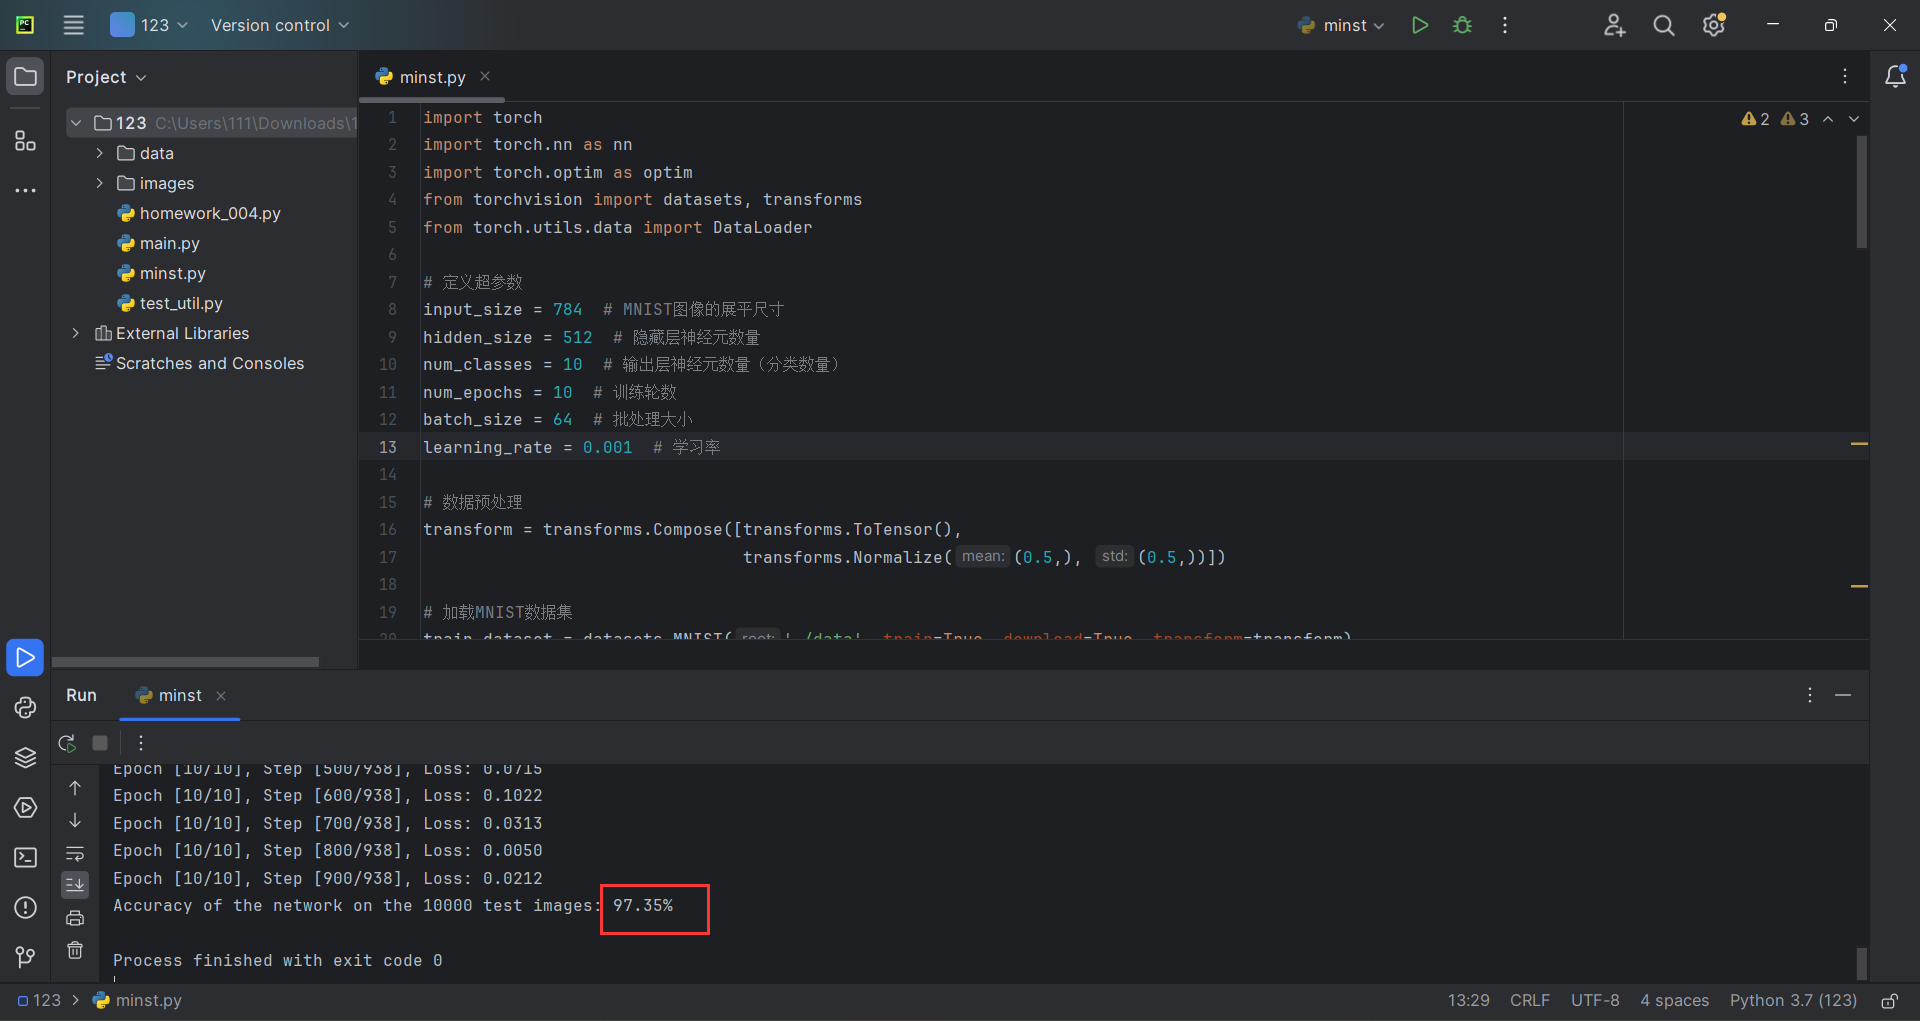 123 Version control minst
Project
minst.py
123 C:\Users\111\Downloads\1
data
images
homework_004.py
main.py
minst.py
test_util.py
External Libraries
Scratches and Consoles
2 3
1 import torch
2 import torch.nn as nn
3 import torch.optim as optim
4 from torchvision import datasets, transforms
5 from torch.utils.data import DataLoader
6
7 # 定义超参数
8 input_size = 784 # MNIST图像的展平尺寸
9 hidden_size = 512 # 隐藏层神经元数量
10 num_classes = 10 # 输出层神经元数量（分类数量）
11 num_epochs = 10 # 训练轮数
12 batch_size = 64 # 批处理大小
13 learning_rate = 0.001 # 学习率
14
15 # 数据预处理
16 transform = transforms.Compose([transforms.ToTensor(),
17 transforms.Normalize( mean: (0.5,), std: (0.5,))])
18
19 # 加载MNIST数据集
20 train_dataset = datasets.MNIST( root: './data', train=True, download=True, transform=transform)
Run minst
Epoch [10/10], Step [500/938], Loss: 0.0715
Epoch [10/10], Step [600/938], Loss: 0.1022
Epoch [10/10], Step [700/938], Loss: 0.0313
Epoch [10/10], Step [800/938], Loss: 0.0050
Epoch [10/10], Step [900/938], Loss: 0.0212
Accuracy of the network on the 10000 test images: 97.35%
Process finished with exit code 0
123 minst.py 13:29 CRLF UTF-8 4 spaces Python 3.7 (123)